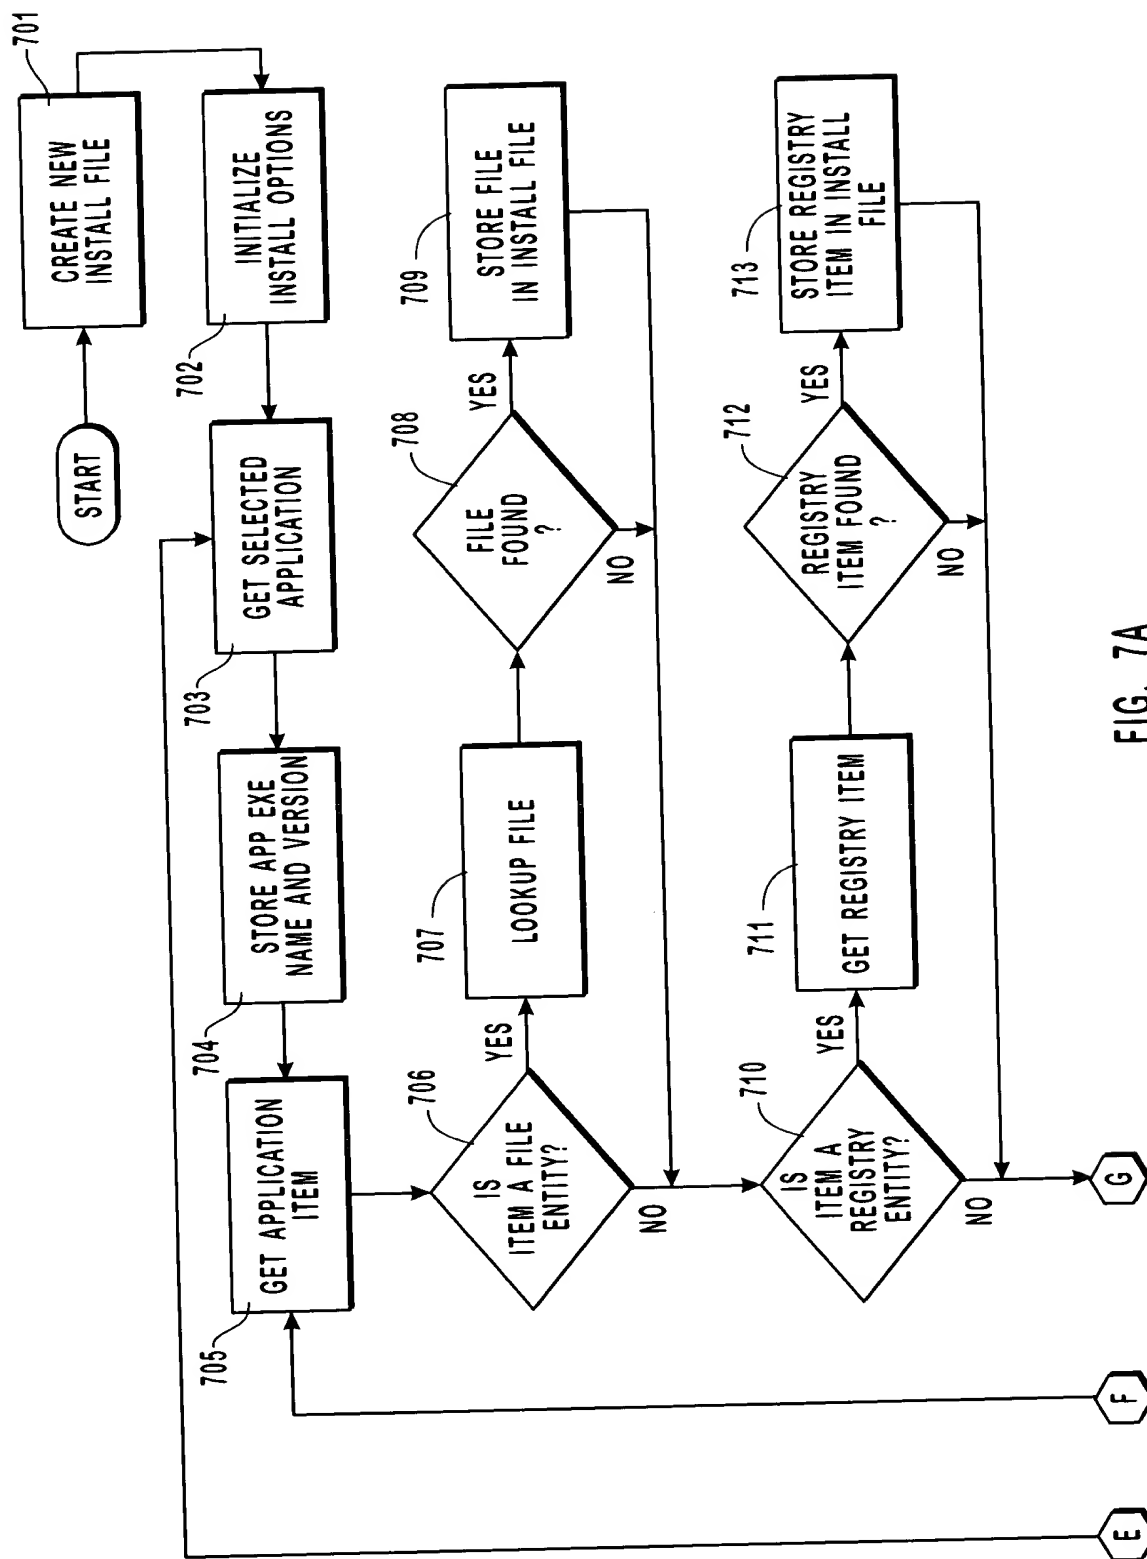 START
701
CREATE NEW
INSTALL FILE
702
INITIALIZE
INSTALL OPTIONS
703
GET SELECTED
APPLICATION
704
STORE APP EXE
NAME AND VERSION
705
GET APPLICATION
ITEM
706
IS
ITEM A FILE
ENTITY?
YES
NO
707
LOOKUP FILE
708
FILE
FOUND
?
YES
NO
709
STORE FILE
IN INSTALL FILE
710
IS
ITEM A
REGISTRY
ENTITY?
YES
NO
711
GET REGISTRY ITEM
712
REGISTRY
ITEM FOUND
?
YES
NO
713
STORE REGISTRY
ITEM IN INSTALL
FILE
E
F
G
FIG. 7A